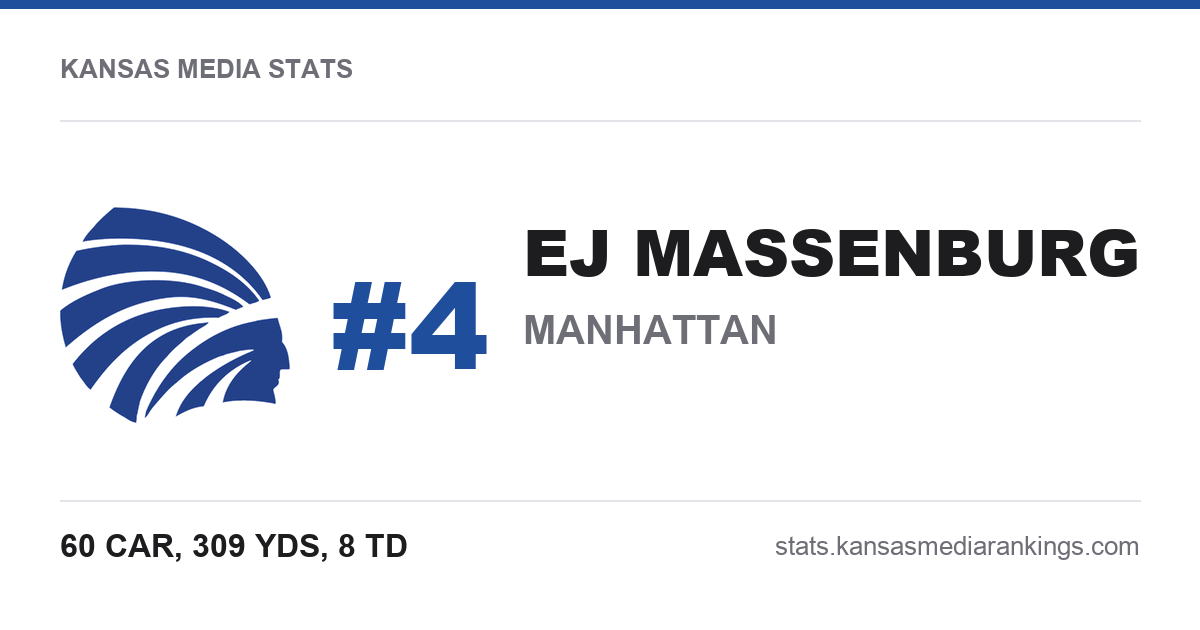 KANSAS MEDIA STATS
#4
EJ MASSENBURG
MANHATTAN
60 CAR, 309 YDS, 8 TD
stats.kansasmediarankings.com